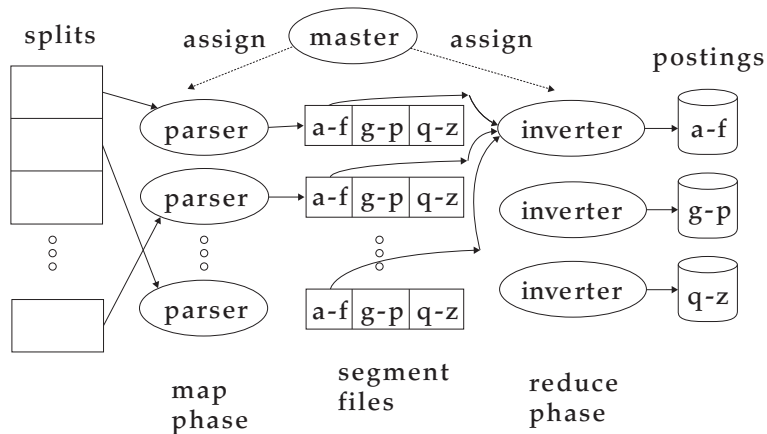 splits
assign
master
assign
postings
parser
a-f g-p q-z
inverter
a-f
parser
a-f g-p q-z
inverter
g-p
parser
a-f g-p q-z
inverter
q-z
map
phase
segment
files
reduce
phase